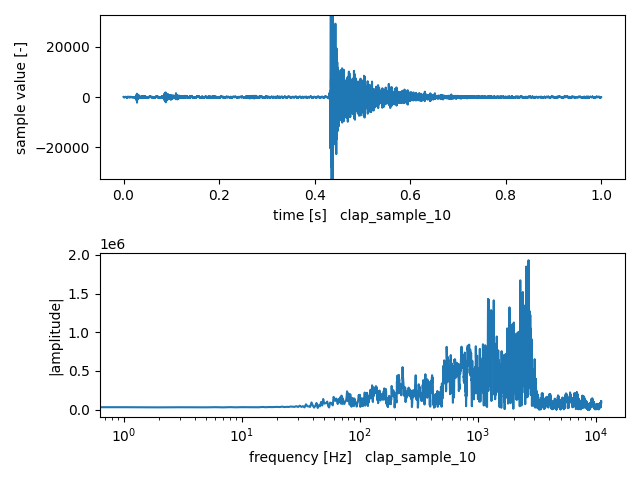 20000
0
−20000
sample value [-]
0.0 0.2 0.4 0.6 0.8 1.0
time [s]   clap_sample_10
1e6
2.0
1.5
1.0
0.5
0.0
|amplitude|
10^0 10^1 10^2 10^3 10^4
frequency [Hz]   clap_sample_10